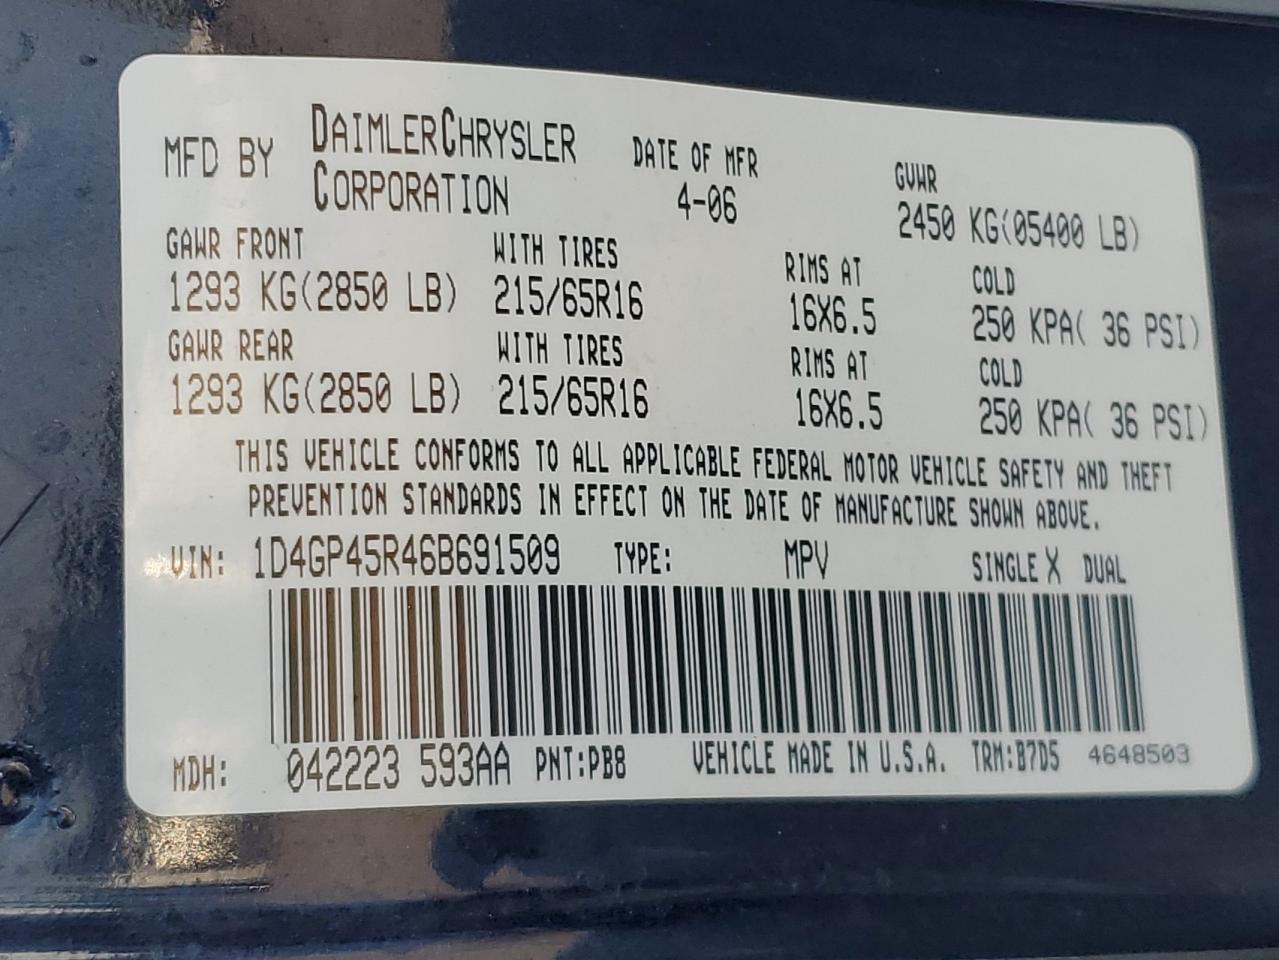 MFD BY DAIMLERCHRYSLER CORPORATION DATE OF MFR 4-06 GVWR 2450 KG(05400 LB)
GAWR FRONT WITH TIRES RIMS AT COLD
1293 KG(2850 LB) 215/65R16 16X6.5 250 KPA( 36 PSI)
GAWR REAR WITH TIRES RIMS AT COLD
1293 KG(2850 LB) 215/65R16 16X6.5 250 KPA( 36 PSI)
THIS VEHICLE CONFORMS TO ALL APPLICABLE FEDERAL MOTOR VEHICLE SAFETY AND THEFT
PREVENTION STANDARDS IN EFFECT ON THE DATE OF MANUFACTURE SHOWN ABOVE.
VIN: 1D4GP45R46B691509 TYPE: MPV SINGLE X DUAL
MDH: 042223 593AA PNT:PB8 VEHICLE MADE IN U.S.A. TRM:B7D5 4648503